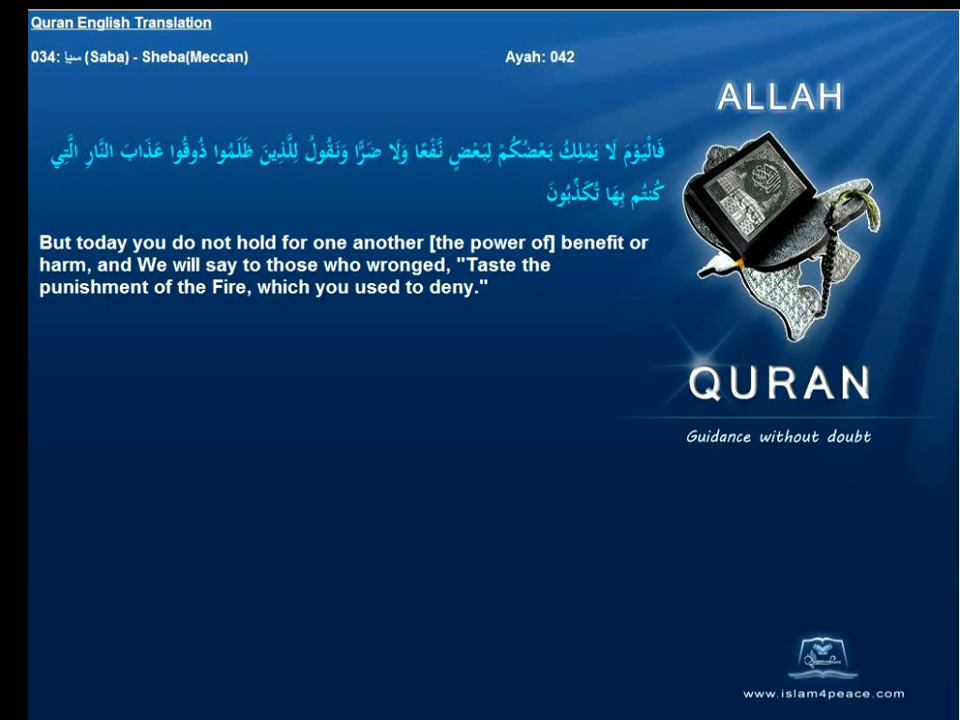 Quran English Translation
034: سبإ (Saba) - Sheba(Meccan) Ayah: 042
ALLAH
فَالْيَوْمَ لَا يَمْلِكُ بَعْضُكُمْ لِبَعْضٍ نَّفْعًا وَلَا ضَرًّا وَنَقُولُ لِلَّذِينَ ظَلَمُوا ذُوقُوا عَذَابَ النَّارِ الَّتِي
كُنتُم بِهَا تُكَذِّبُونَ
But today you do not hold for one another [the power of] benefit or
harm, and We will say to those who wronged, "Taste the
punishment of the Fire, which you used to deny."
QURAN
Guidance without doubt
www.islam4peace.com